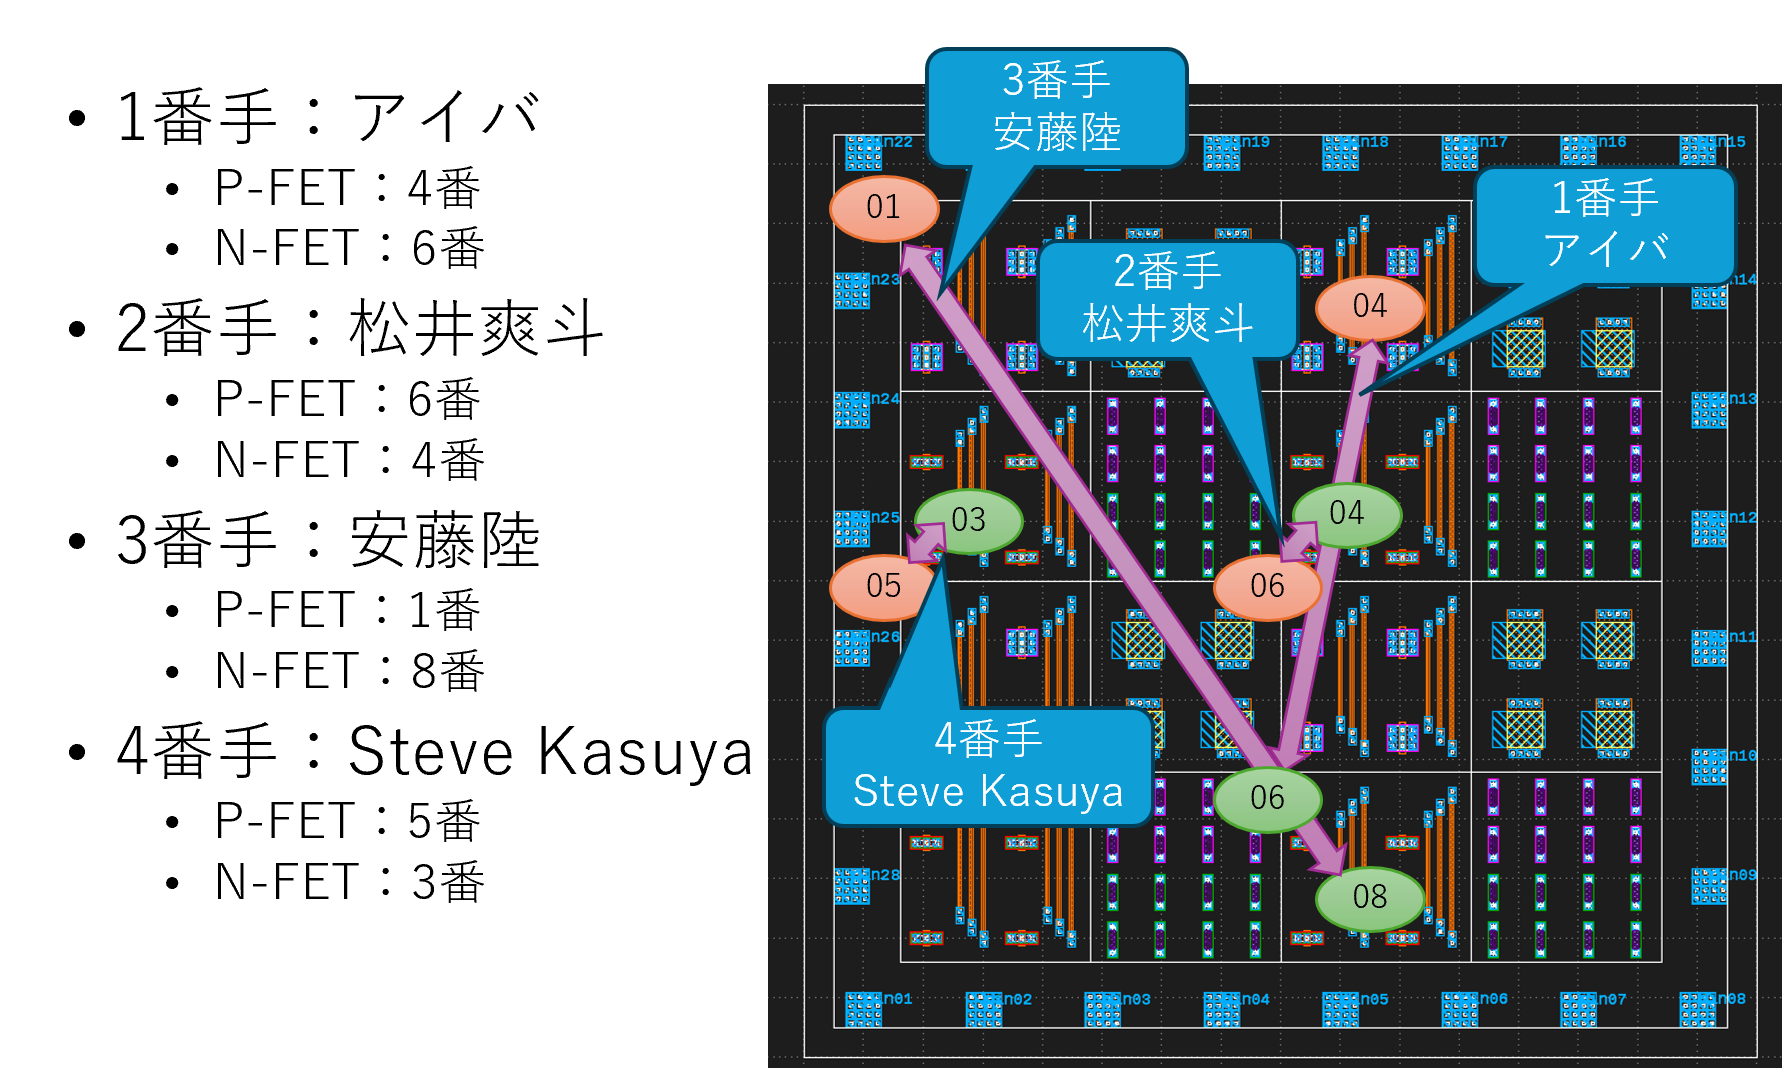 • 1番手：アイバ
• P-FET：4番
• N-FET：6番
• 2番手：松井爽斗
• P-FET：6番
• N-FET：4番
• 3番手：安藤陸
• P-FET：1番
• N-FET：8番
• 4番手：Steve Kasuya
• P-FET：5番
• N-FET：3番
3番手
安藤陸
n22
n19
n18
n17
n16
n15
1番手
アイバ
01
2番手
松井爽斗
n23
n14
04
n24
n13
n25
03
04
n12
05
06
n26
n11
4番手
Steve Kasuya
n10
06
n28
08
n09
n01
n02
n03
n04
n05
n06
n07
n08